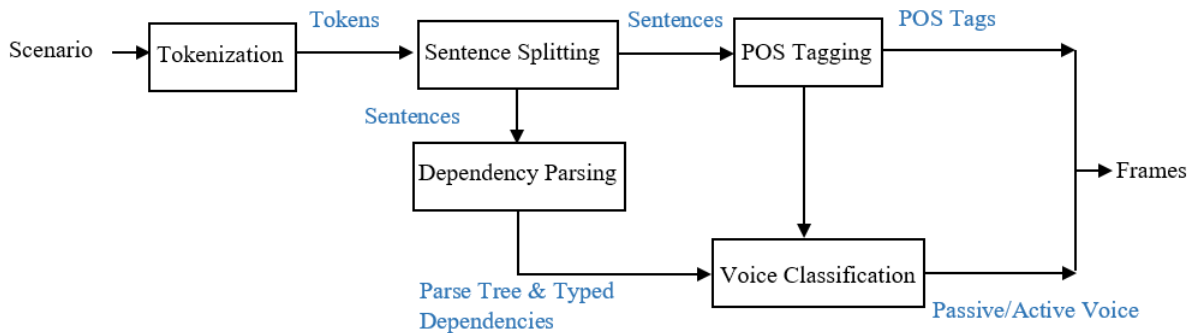 Tokens
Sentences
POS Tags
Scenario
Tokenization
Sentence Splitting
POS Tagging
Sentences
Dependency Parsing
Frames
Voice Classification
Parse Tree & Typed
Dependencies
Passive/Active Voice